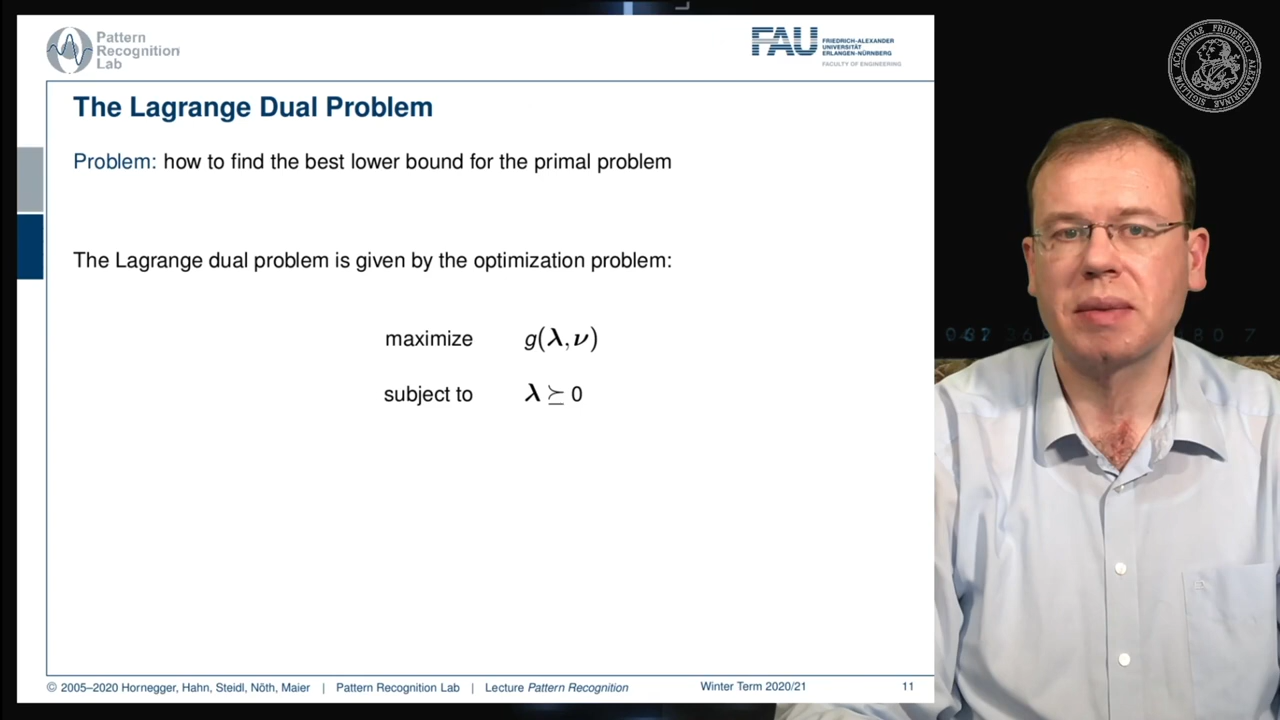 Pattern
Recognition
Lab
FAU
FRIEDRICH-ALEXANDER
UNIVERSITÄT
ERLANGEN-NÜRNBERG
FACULTY OF ENGINEERING
The Lagrange Dual Problem
Problem: how to find the best lower bound for the primal problem
The Lagrange dual problem is given by the optimization problem:
maximize g(λ, ν)
subject to λ ⪰ 0
© 2005–2020 Hornegger, Hahn, Steidl, Nöth, Maier | Pattern Recognition Lab | Lecture Pattern Recognition Winter Term 2020/21 11